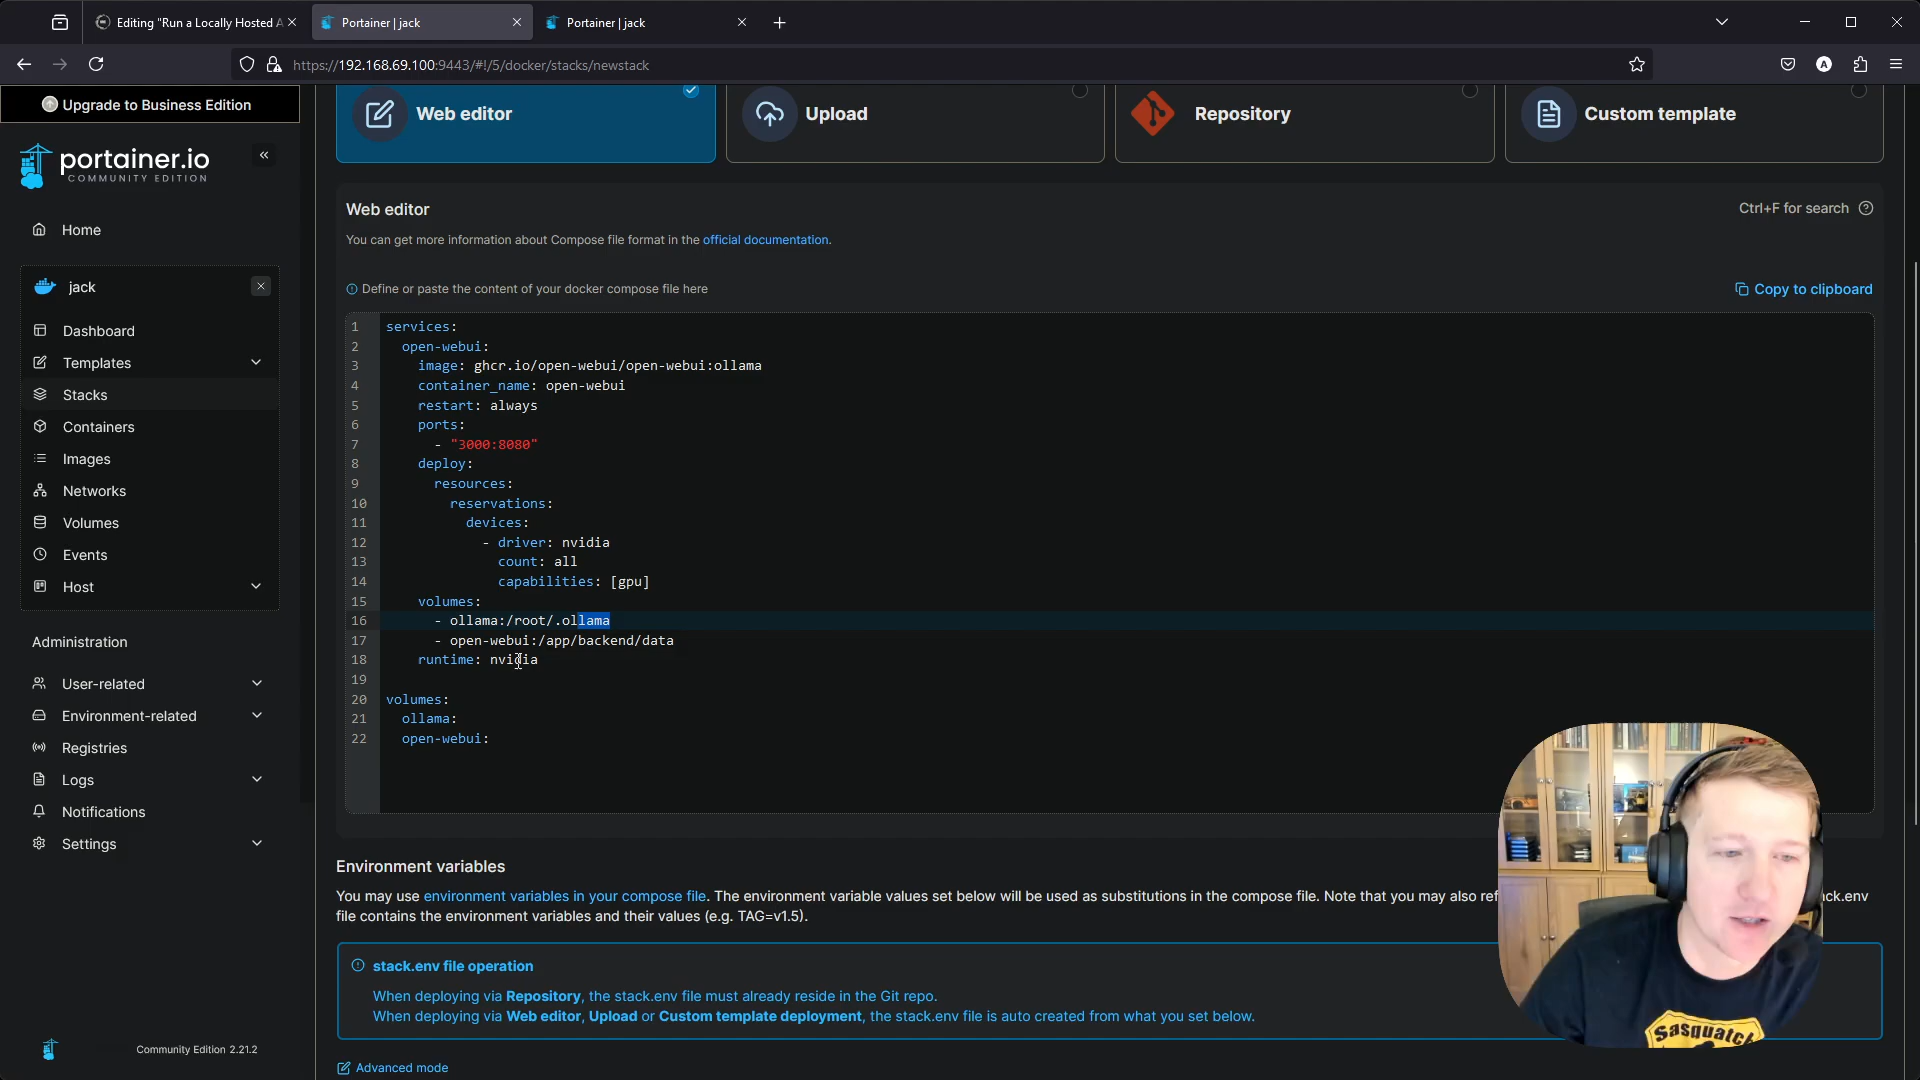 Editing "Run a Locally Hosted A
Portainer | jack
Portainer | jack
https://192.168.69.100:9443/#!/5/docker/stacks/newstack
Upgrade to Business Edition
portainer.io
COMMUNITY EDITION
Home
jack
Dashboard
Templates
Stacks
Containers
Images
Networks
Volumes
Events
Host
Administration
User-related
Environment-related
Registries
Logs
Notifications
Settings
Community Edition 2.21.2
Web editor
Upload
Repository
Custom template
Web editor
Ctrl+F for search
You can get more information about Compose file format in the official documentation.
Define or paste the content of your docker compose file here
Copy to clipboard
1 services:
2 open-webui:
3 image: ghcr.io/open-webui/open-webui:ollama
4 container_name: open-webui
5 restart: always
6 ports:
7 - "3000:8080"
8 deploy:
9 resources:
10 reservations:
11 devices:
12 - driver: nvidia
13 count: all
14 capabilities: [gpu]
15 volumes:
16 - ollama:/root/.ollama
17 - open-webui:/app/backend/data
18 runtime: nvidia
19
20 volumes:
21 ollama:
22 open-webui:
Environment variables
You may use environment variables in your compose file. The environment variable values set below will be used as substitutions in the compose file. Note that you may also ref ck.env
file contains the environment variables and their values (e.g. TAG=v1.5).
stack.env file operation
When deploying via Repository, the stack.env file must already reside in the Git repo.
When deploying via Web editor, Upload or Custom template deployment, the stack.env file is auto created from what you set below.
Advanced mode
Sasquatch